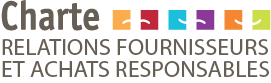 Charte
RELATIONS FOURNISSEURS
ET ACHATS RESPONSABLES